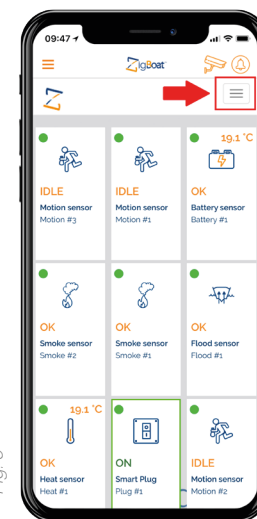 09:47
ZigBoat
19.1 °C
IDLE
Motion sensor
Motion #3
IDLE
Motion sensor
Motion #1
OK
Battery sensor
Battery #1
OK
Smoke sensor
Smoke #2
OK
Smoke sensor
Smoke #1
OK
Flood sensor
Flood #1
19.1 °C
OK
Heat sensor
Heat #1
ON
Smart Plug
Plug #1
IDLE
Motion sensor
Motion #2